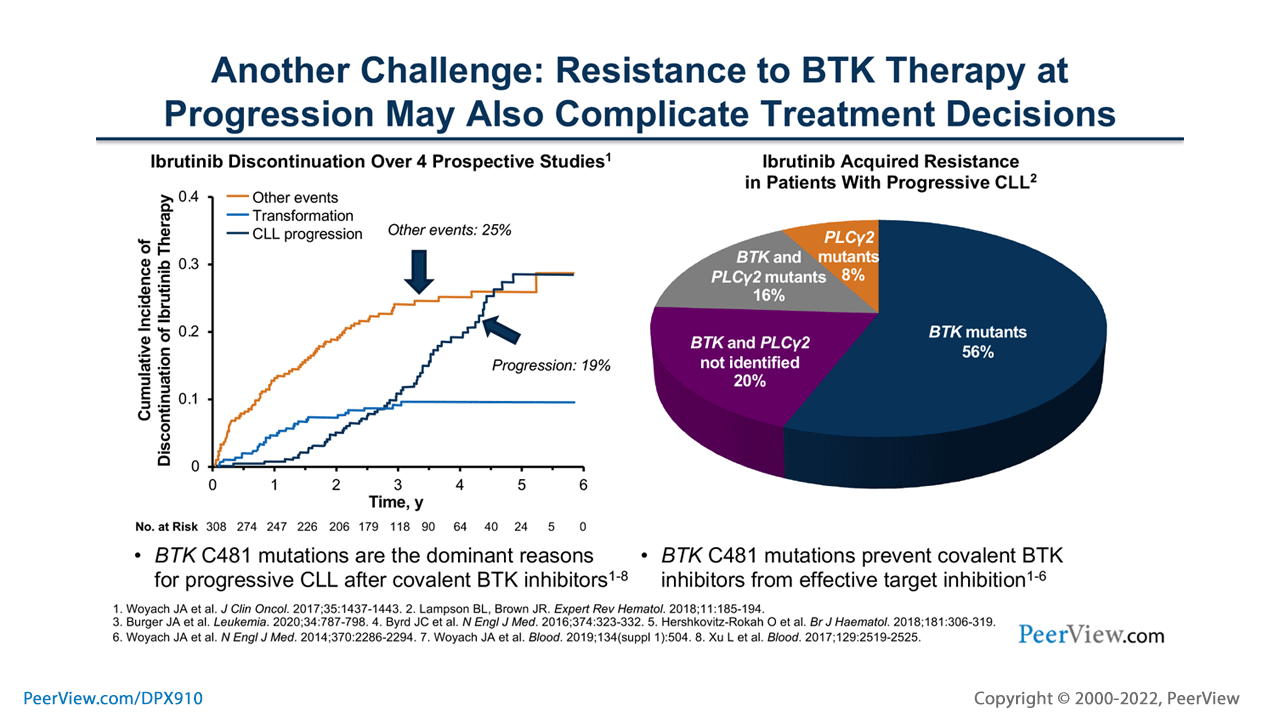 Another Challenge: Resistance to BTK Therapy at
Progression May Also Complicate Treatment Decisions
Ibrutinib Discontinuation Over 4 Prospective Studies1
Cumulative Incidence of
Discontinuation of Ibrutinib Therapy
0.4
0.3
0.2
0.1
0
Other events
Transformation
CLL progression
Other events: 25%
Progression: 19%
0 1 2 3 4 5 6
Time, y
No. at Risk 308 274 247 226 206 179 118 90 64 40 24 5 0
Ibrutinib Acquired Resistance
in Patients With Progressive CLL2
PLCγ2
mutants
8%
BTK and
PLCγ2 mutants
16%
BTK mutants
56%
BTK and PLCγ2
not identified
20%
• BTK C481 mutations are the dominant reasons
for progressive CLL after covalent BTK inhibitors1-8
• BTK C481 mutations prevent covalent BTK
inhibitors from effective target inhibition1-6
1. Woyach JA et al. J Clin Oncol. 2017;35:1437-1443. 2. Lampson BL, Brown JR. Expert Rev Hematol. 2018;11:185-194.
3. Burger JA et al. Leukemia. 2020;34:787-798. 4. Byrd JC et al. N Engl J Med. 2016;374:323-332. 5. Hershkovitz-Rokah O et al. Br J Haematol. 2018;181:306-319.
6. Woyach JA et al. N Engl J Med. 2014;370:2286-2294. 7. Woyach JA et al. Blood. 2019;134(suppl 1):504. 8. Xu L et al. Blood. 2017;129:2519-2525.
PeerView.com
PeerView.com/DPX910
Copyright © 2000-2022, PeerView